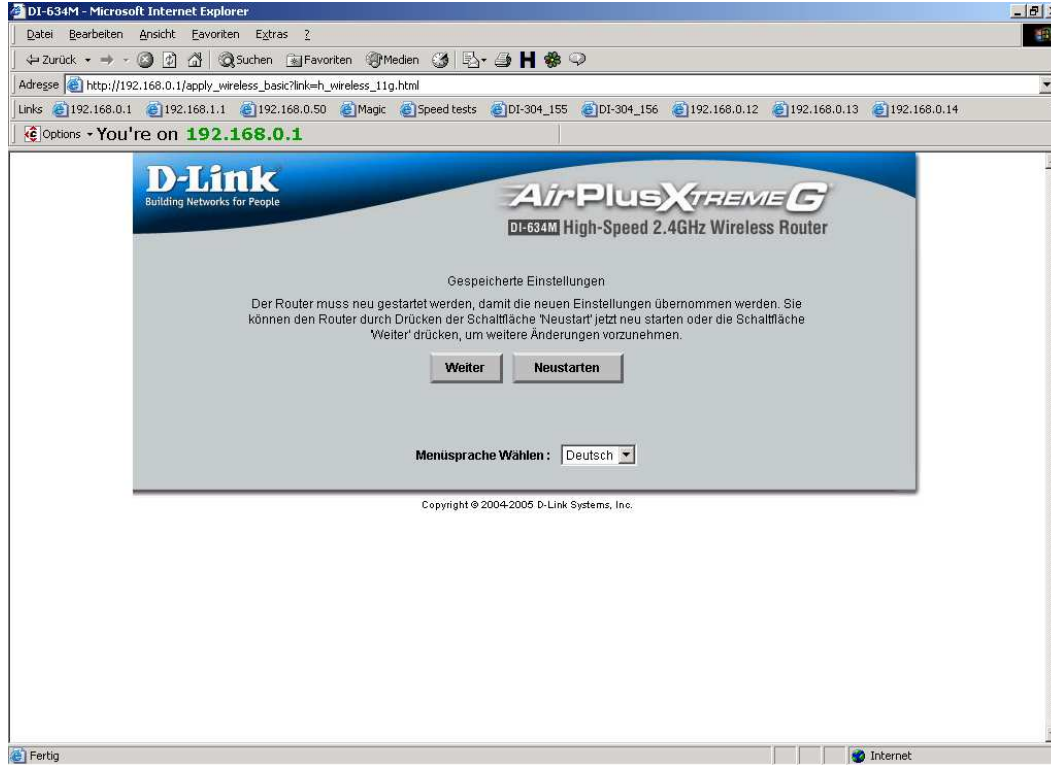 DI-634M - Microsoft Internet Explorer
Datei Bearbeiten Ansicht Favoriten Extras ?
Zurück Suchen Favoriten Medien
Adresse http://192.168.0.1/apply_wireless_basic?link=h_wireless_11g.html
Links 192.168.0.1 192.168.1.1 192.168.0.50 Magic Speed tests DI-304_155 DI-304_156 192.168.0.12 192.168.0.13 192.168.0.14
Options You're on 192.168.0.1
D-Link
Building Networks for People
AirPlus XTREME G
DI-634M High-Speed 2.4GHz Wireless Router
Gespeicherte Einstellungen
Der Router muss neu gestartet werden, damit die neuen Einstellungen übernommen werden. Sie
können den Router durch Drücken der Schaltfläche 'Neustart' jetzt neu starten oder die Schaltfläche
'Weiter' drücken, um weitere Änderungen vorzunehmen.
Weiter Neustarten
Menüsprache Wählen : Deutsch
Copyright © 2004-2005 D-Link Systems, Inc.
Fertig Internet